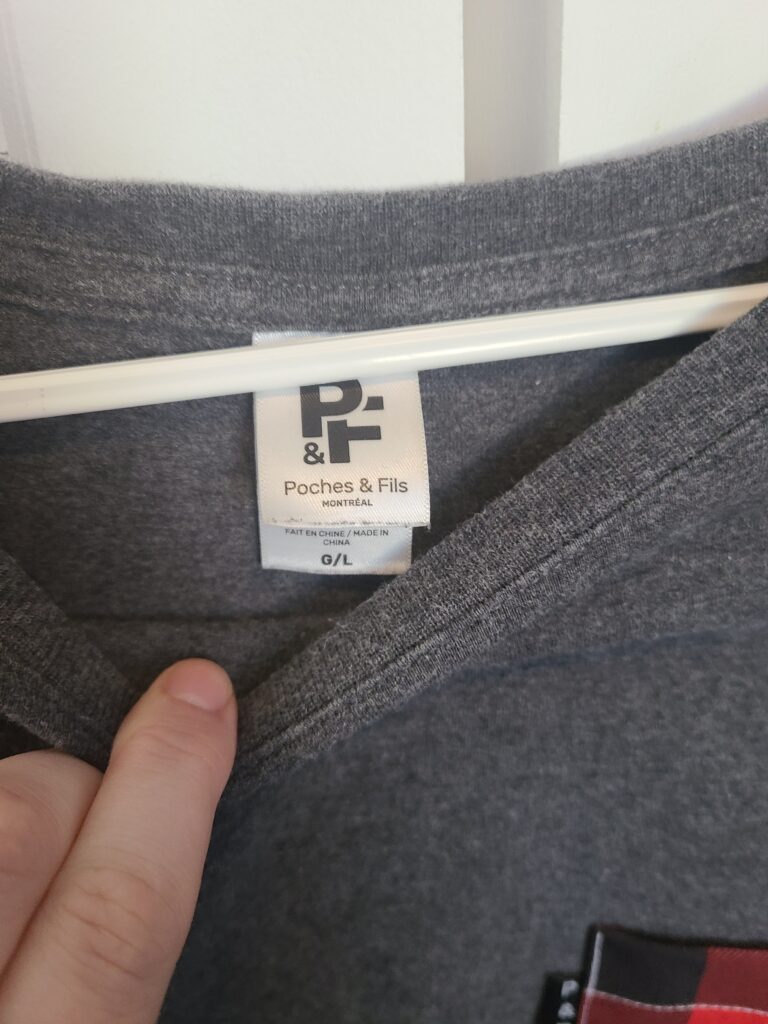 P
&F
Poches & Fils
MONTRÉAL
FAIT EN CHINE / MADE IN
CHINA
G/L